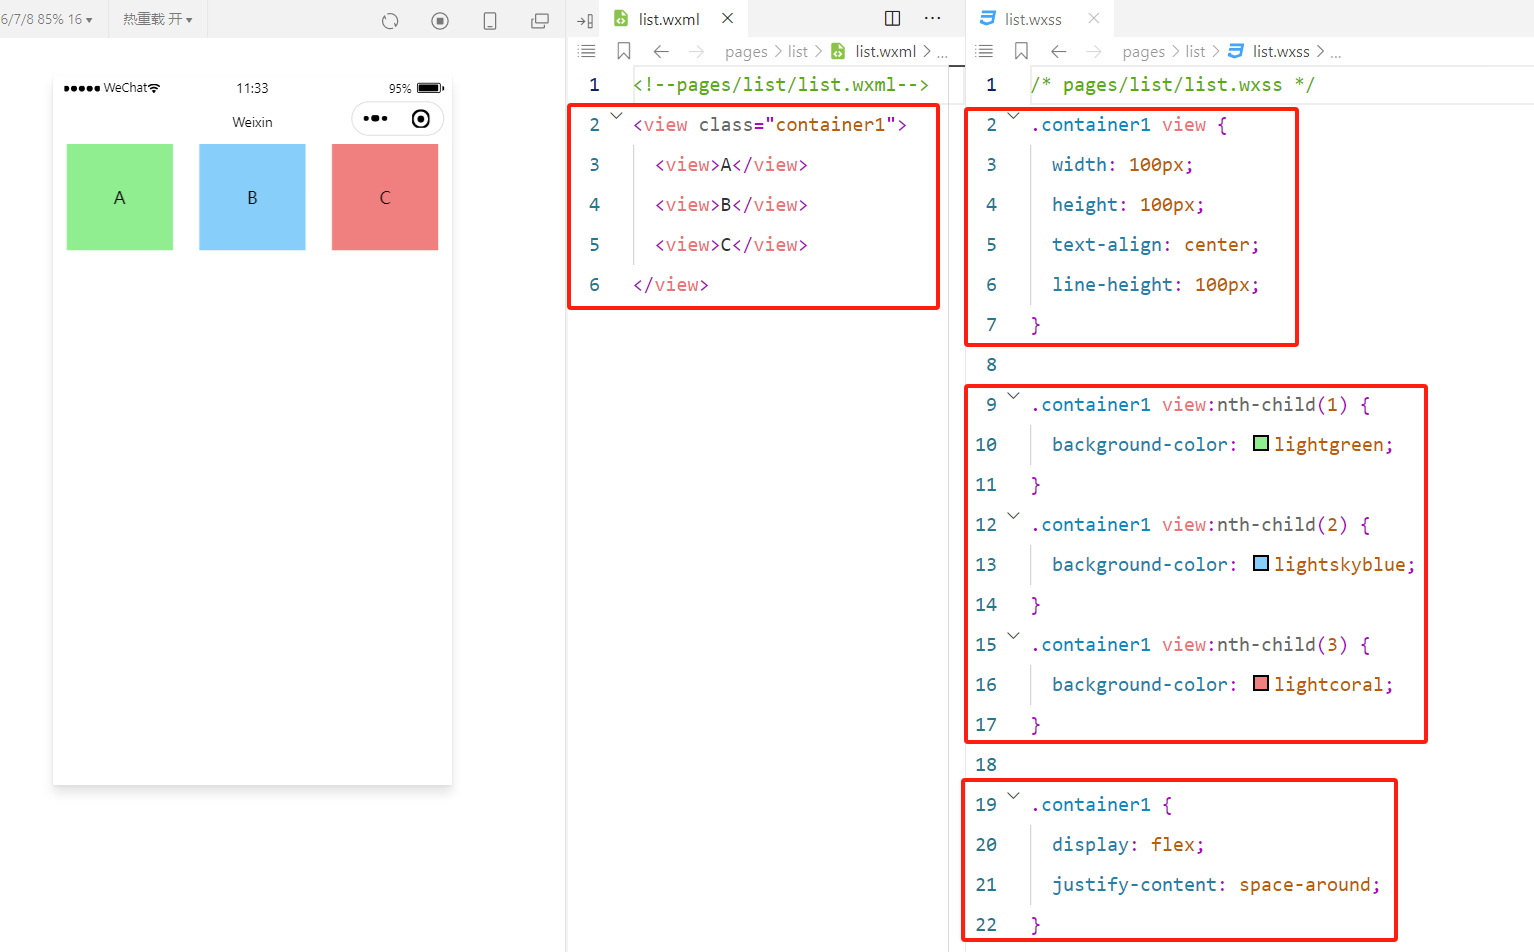 6/7/8 85% 16 热重载 开
WeChat 11:33 95%
Weixin
A B C
list.wxml
pages > list > list.wxml > ...
1 <!--pages/list/list.wxml-->
2 <view class="container1">
3 <view>A</view>
4 <view>B</view>
5 <view>C</view>
6 </view>
list.wxss
pages > list > list.wxss > ...
1 /* pages/list/list.wxss */
2 .container1 view {
3 width: 100px;
4 height: 100px;
5 text-align: center;
6 line-height: 100px;
7 }
8
9 .container1 view:nth-child(1) {
10 background-color: lightgreen;
11 }
12 .container1 view:nth-child(2) {
13 background-color: lightskyblue;
14 }
15 .container1 view:nth-child(3) {
16 background-color: lightcoral;
17 }
18
19 .container1 {
20 display: flex;
21 justify-content: space-around;
22 }